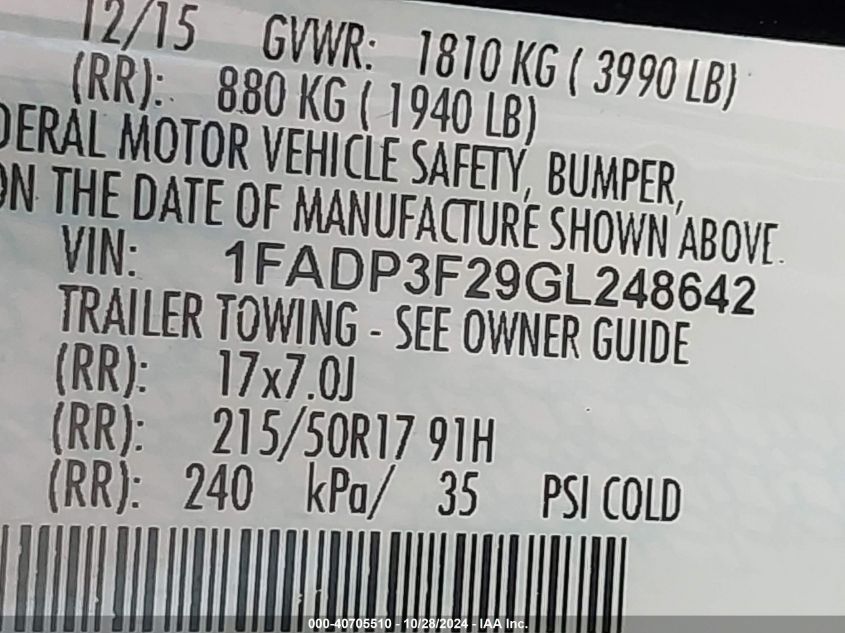 12/15 GVWR: 1810 KG ( 3990 LB)
(RR): 880 KG ( 1940 LB)
DERAL MOTOR VEHICLE SAFETY, BUMPER,
ON THE DATE OF MANUFACTURE SHOWN ABOVE.
VIN: 1FADP3F29GL248642
TRAILER TOWING - SEE OWNER GUIDE
(RR): 17x7.0J
(RR): 215/50R17 91H
(RR): 240 kPa/ 35 PSI COLD
000-40705510 - 10/28/2024 - IAA Inc.